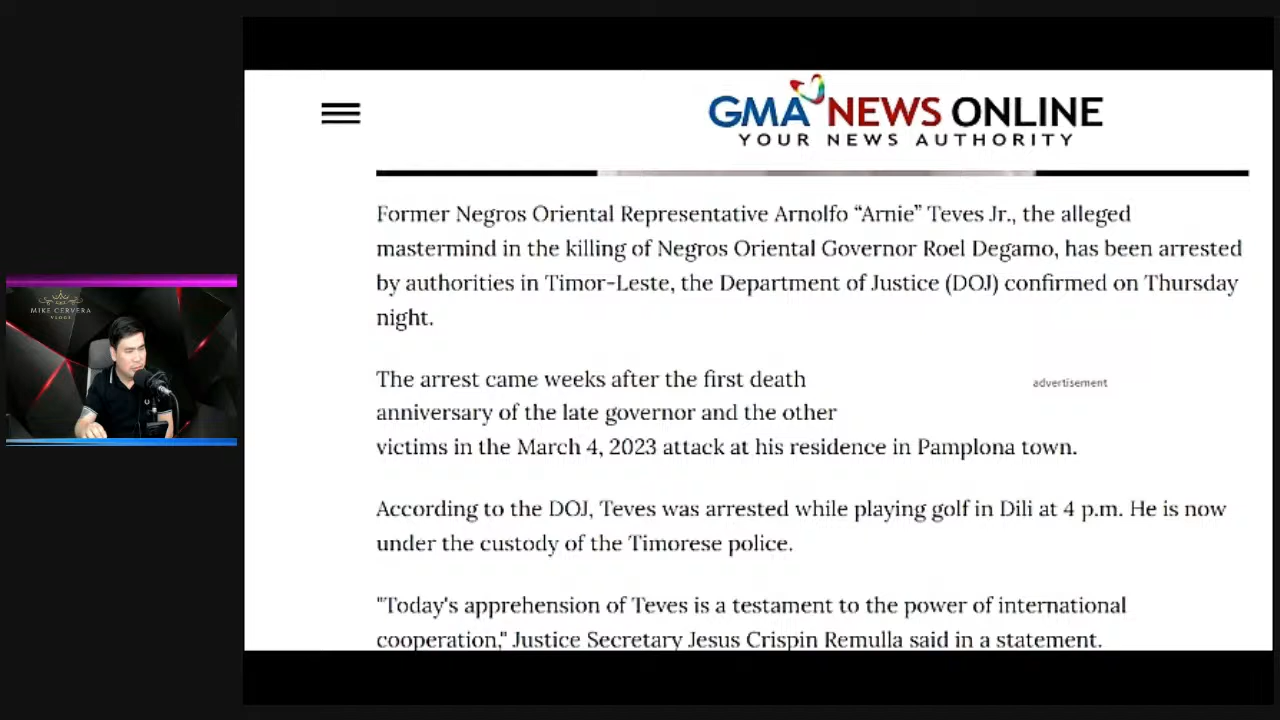 GMA NEWS ONLINE
YOUR NEWS AUTHORITY
Former Negros Oriental Representative Arnolfo “Arnie” Teves Jr., the alleged
mastermind in the killing of Negros Oriental Governor Roel Degamo, has been arrested
by authorities in Timor-Leste, the Department of Justice (DOJ) confirmed on Thursday
night.
The arrest came weeks after the first death
advertisement
anniversary of the late governor and the other
victims in the March 4, 2023 attack at his residence in Pamplona town.
According to the DOJ, Teves was arrested while playing golf in Dili at 4 p.m. He is now
under the custody of the Timorese police.
"Today's apprehension of Teves is a testament to the power of international
cooperation," Justice Secretary Jesus Crispin Remulla said in a statement.
MIKE CERVERA
VLOGS